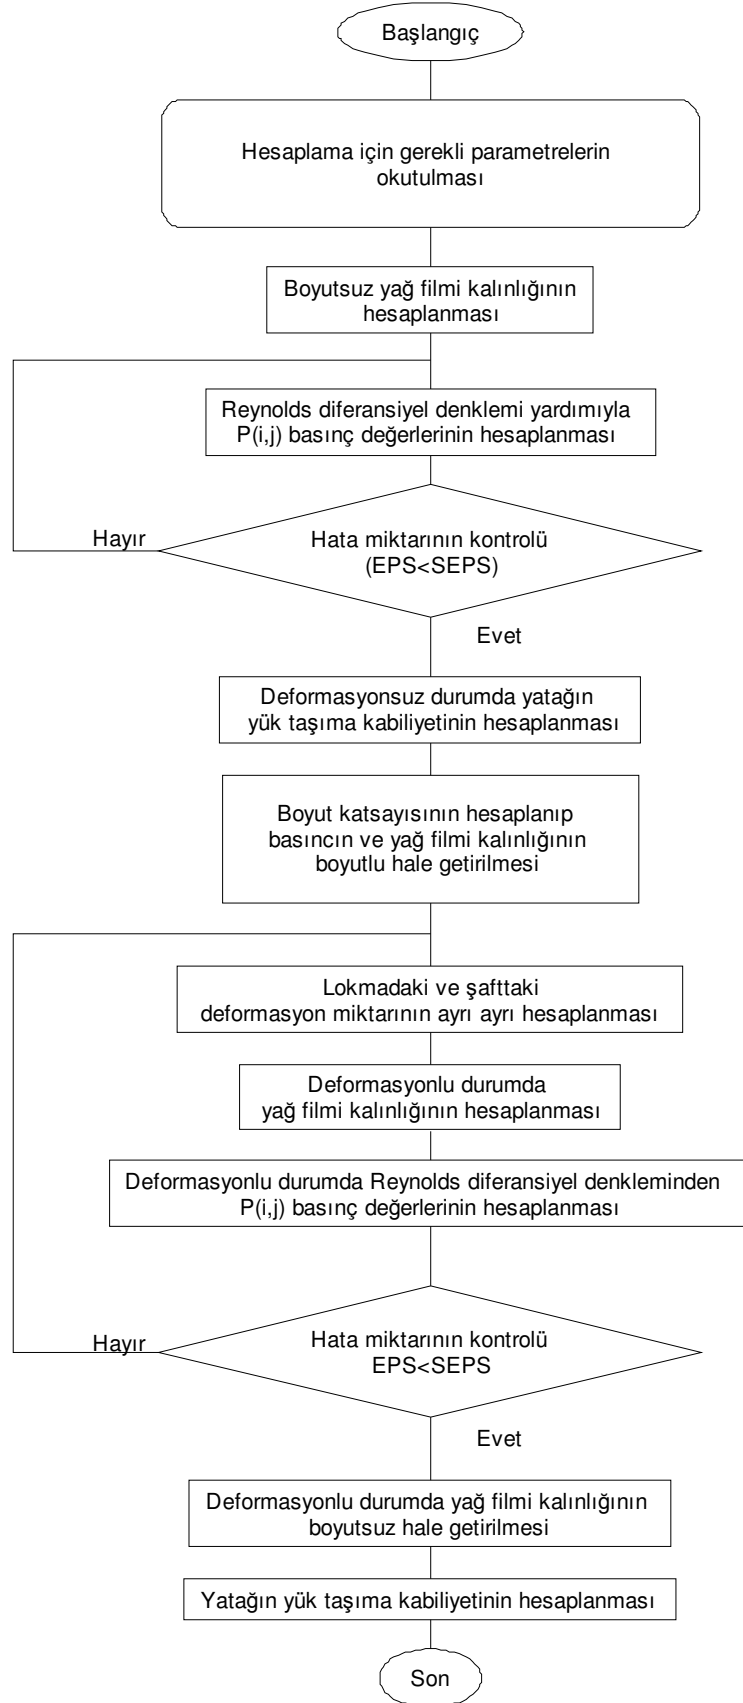 Başlangıç
Hesaplama için gerekli parametrelerin
okutulması
Boyutsuz yağ filmi kalınlığının
hesaplanması
Reynolds diferansiyel denklemi yardımıyla
P(i,j) basınç değerlerinin hesaplanması
Hayır
Hata miktarının kontrolü
(EPS<SEPS)
Evet
Deformasyonsuz durumda yatağın
yük taşıma kabiliyetinin hesaplanması
Boyut katsayısının hesaplanıp
basıncın ve yağ filmi kalınlığının
boyutlu hale getirilmesi
Lokmadaki ve şafttaki
deformasyon miktarının ayrı ayrı hesaplanması
Deformasyonlu durumda
yağ filmi kalınlığının hesaplanması
Deformasyonlu durumda Reynolds diferansiyel denkleminden
P(i,j) basınç değerlerinin hesaplanması
Hayır
Hata miktarının kontrolü
EPS<SEPS
Evet
Deformasyonlu durumda yağ filmi kalınlığının
boyutsuz hale getirilmesi
Yatağın yük taşıma kabiliyetinin hesaplanması
Son